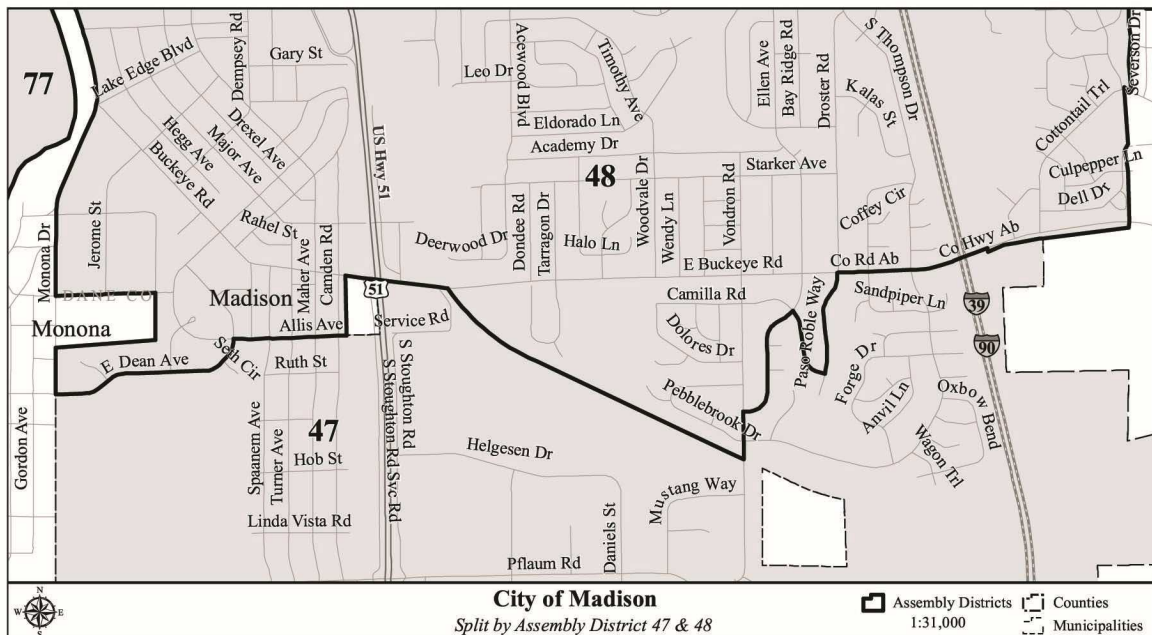 77
Lake Edge Blvd
Dempsey Rd
Gary St
Hegg Ave
Major Ave
Drexel Ave
Buckeye Rd
Jerome St
Rahel St
Maher Ave
Camden Rd
Monona Dr
DANE CO
Madison
Monona
Allis Ave
E Dean Ave
Seth Cir
Ruth St
47
Spaanem Ave
Turner Ave
Hob St
Linda Vista Rd
Gordon Ave
US Hwy 51
51
Service Rd
S Stoughton Rd
S Stoughton Rd Svc Rd
Leo Dr
Acewood Blvd
Timothy Ave
Eldorado Ln
Academy Dr
48
Deerwood Dr
Dondee Rd
Tarragon Dr
Halo Ln
Woodvale Dr
Wendy Ln
Vondron Rd
Starker Ave
Ellen Ave
Bay Ridge Rd
Droster Rd
S Thompson Dr
Kalas St
Coffey Cir
E Buckeye Rd
Co Rd Ab
Co Hwy Ab
Severson Dr
Cottontail Trl
Culpepper Ln
Dell Dr
Camilla Rd
Dolores Dr
Pebblebrook Dr
Paso Roble Way
Sandpiper Ln
39
90
Forge Dr
Anvil Ln
Oxbow Bend
Wagon Trl
Helgesen Dr
Mustang Way
Daniels St
Pflaum Rd
N
W E
S
City of Madison
Split by Assembly District 47 & 48
Assembly Districts
1:31,000
Counties
Municipalities